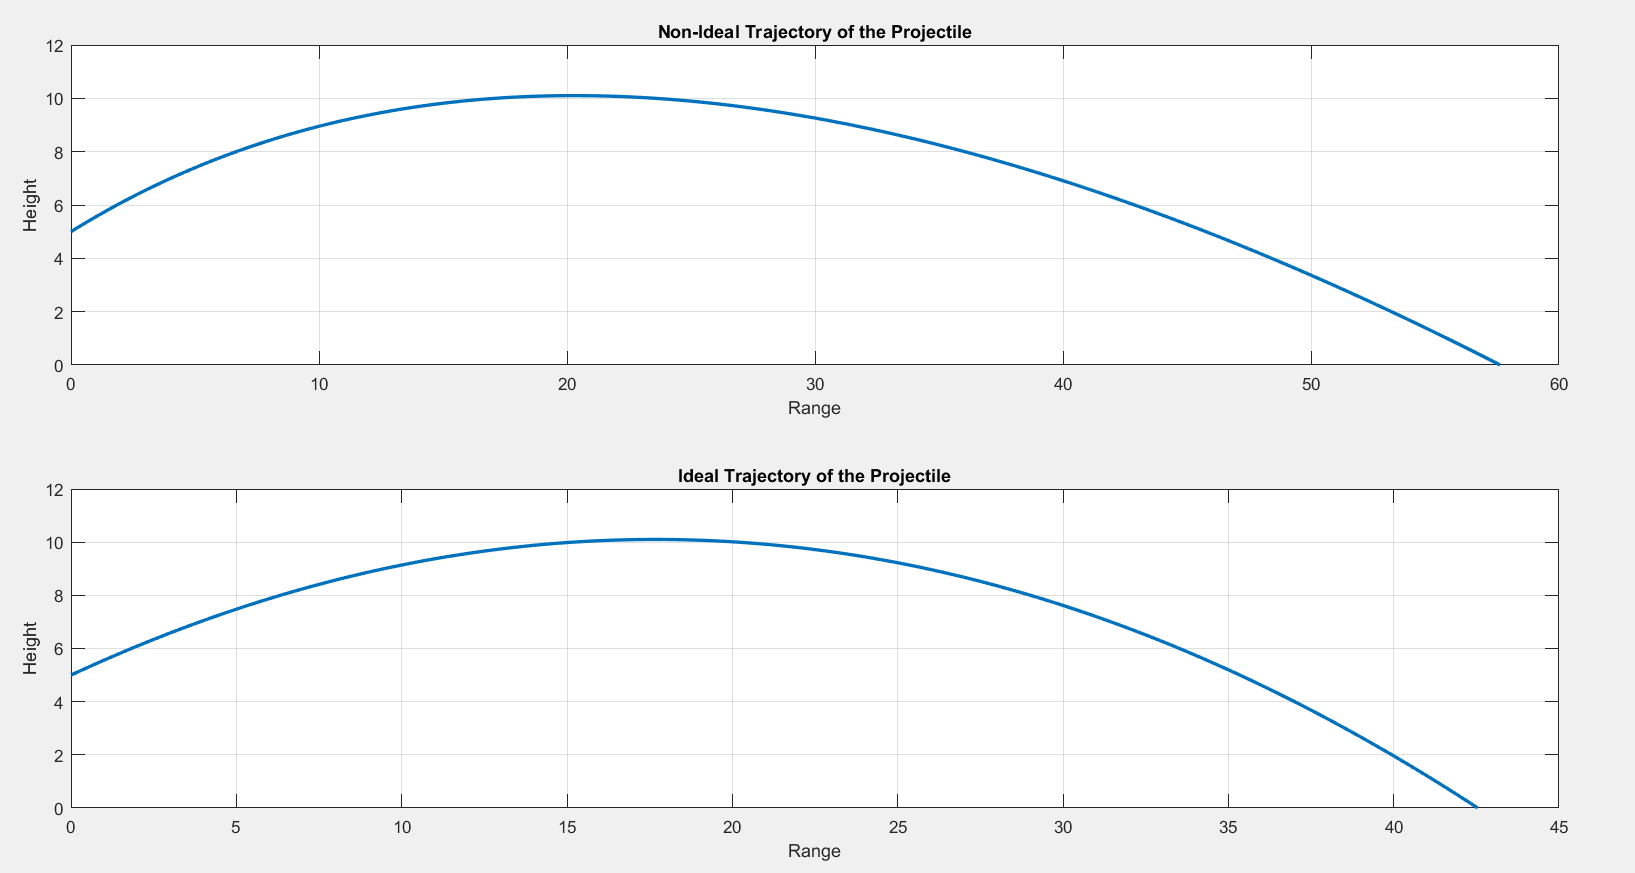 Non-Ideal Trajectory of the Projectile
12
10
8
6
4
2
0
Height
0 10 20 30 40 50 60
Range
Ideal Trajectory of the Projectile
12
10
8
6
4
2
0
Height
0 5 10 15 20 25 30 35 40 45
Range